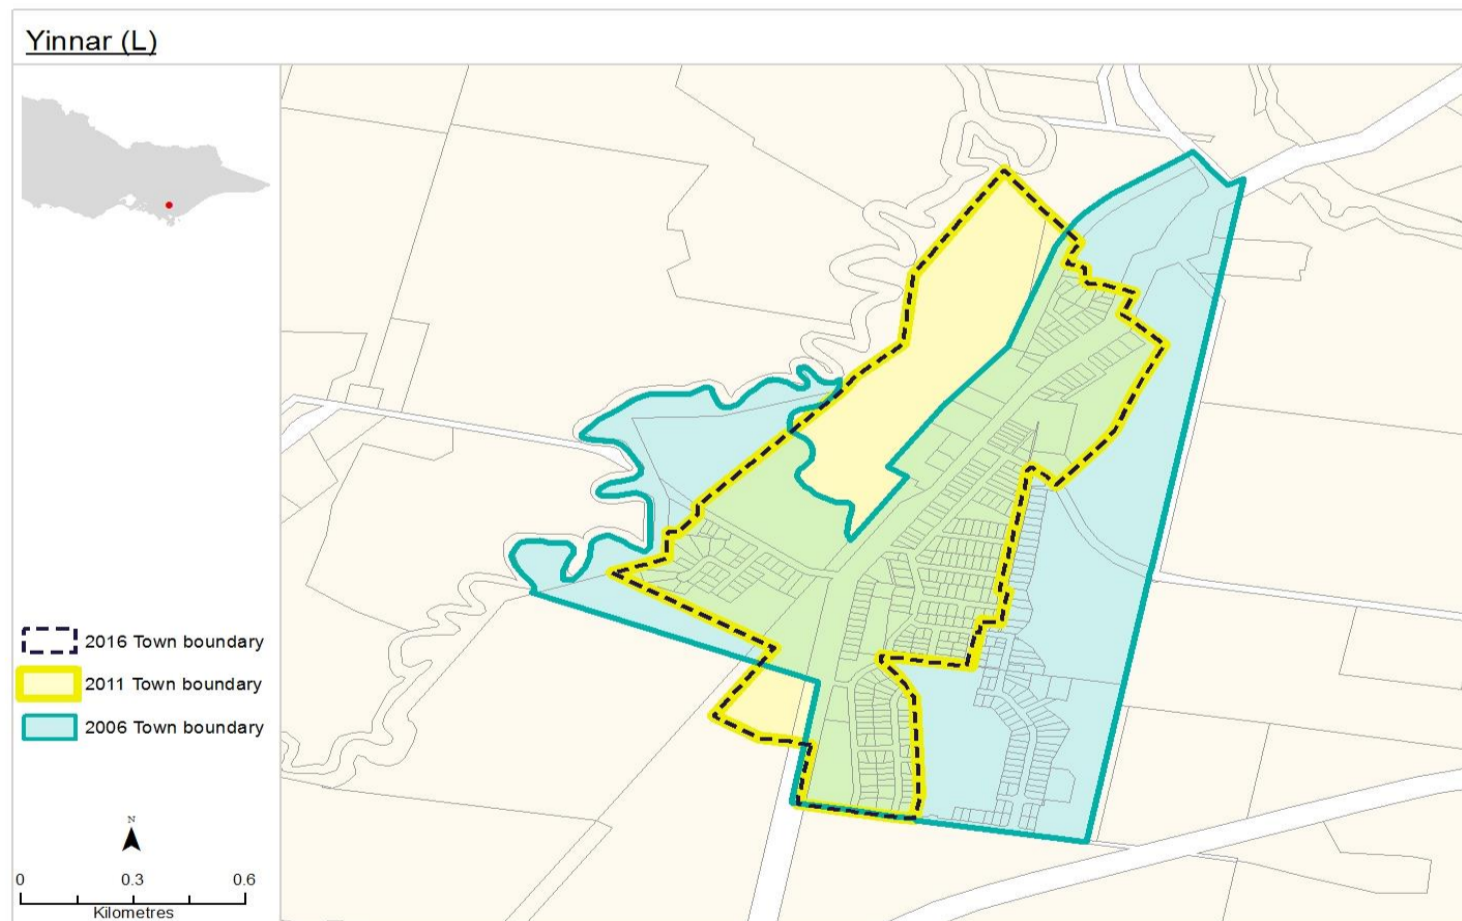 Yinnar (L)
2016 Town boundary
2011 Town boundary
2006 Town boundary
N
0 0.3 0.6
Kilometres